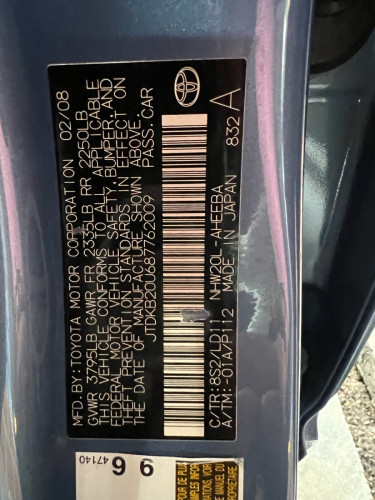 MFD. BY: TOYOTA MOTOR CORPORATION 02/08
GVWR 3795LB GAWR FR 2335LB RR 2250LB
THIS VEHICLE CONFORMS TO ALL APPLICABLE
FEDERAL MOTOR VEHICLE SAFETY, BUMPER, AND
THEFT PREVENTION STANDARDS IN EFFECT ON
THE DATE OF MANUFACTURE SHOWN ABOVE.
JTDKB20U687762009 PASS. CAR
C/TR:8S2/LD11 NHW20L-AHEEBA
A/TM:-01A/P112 MADE IN JAPAN 832 A
96
47140